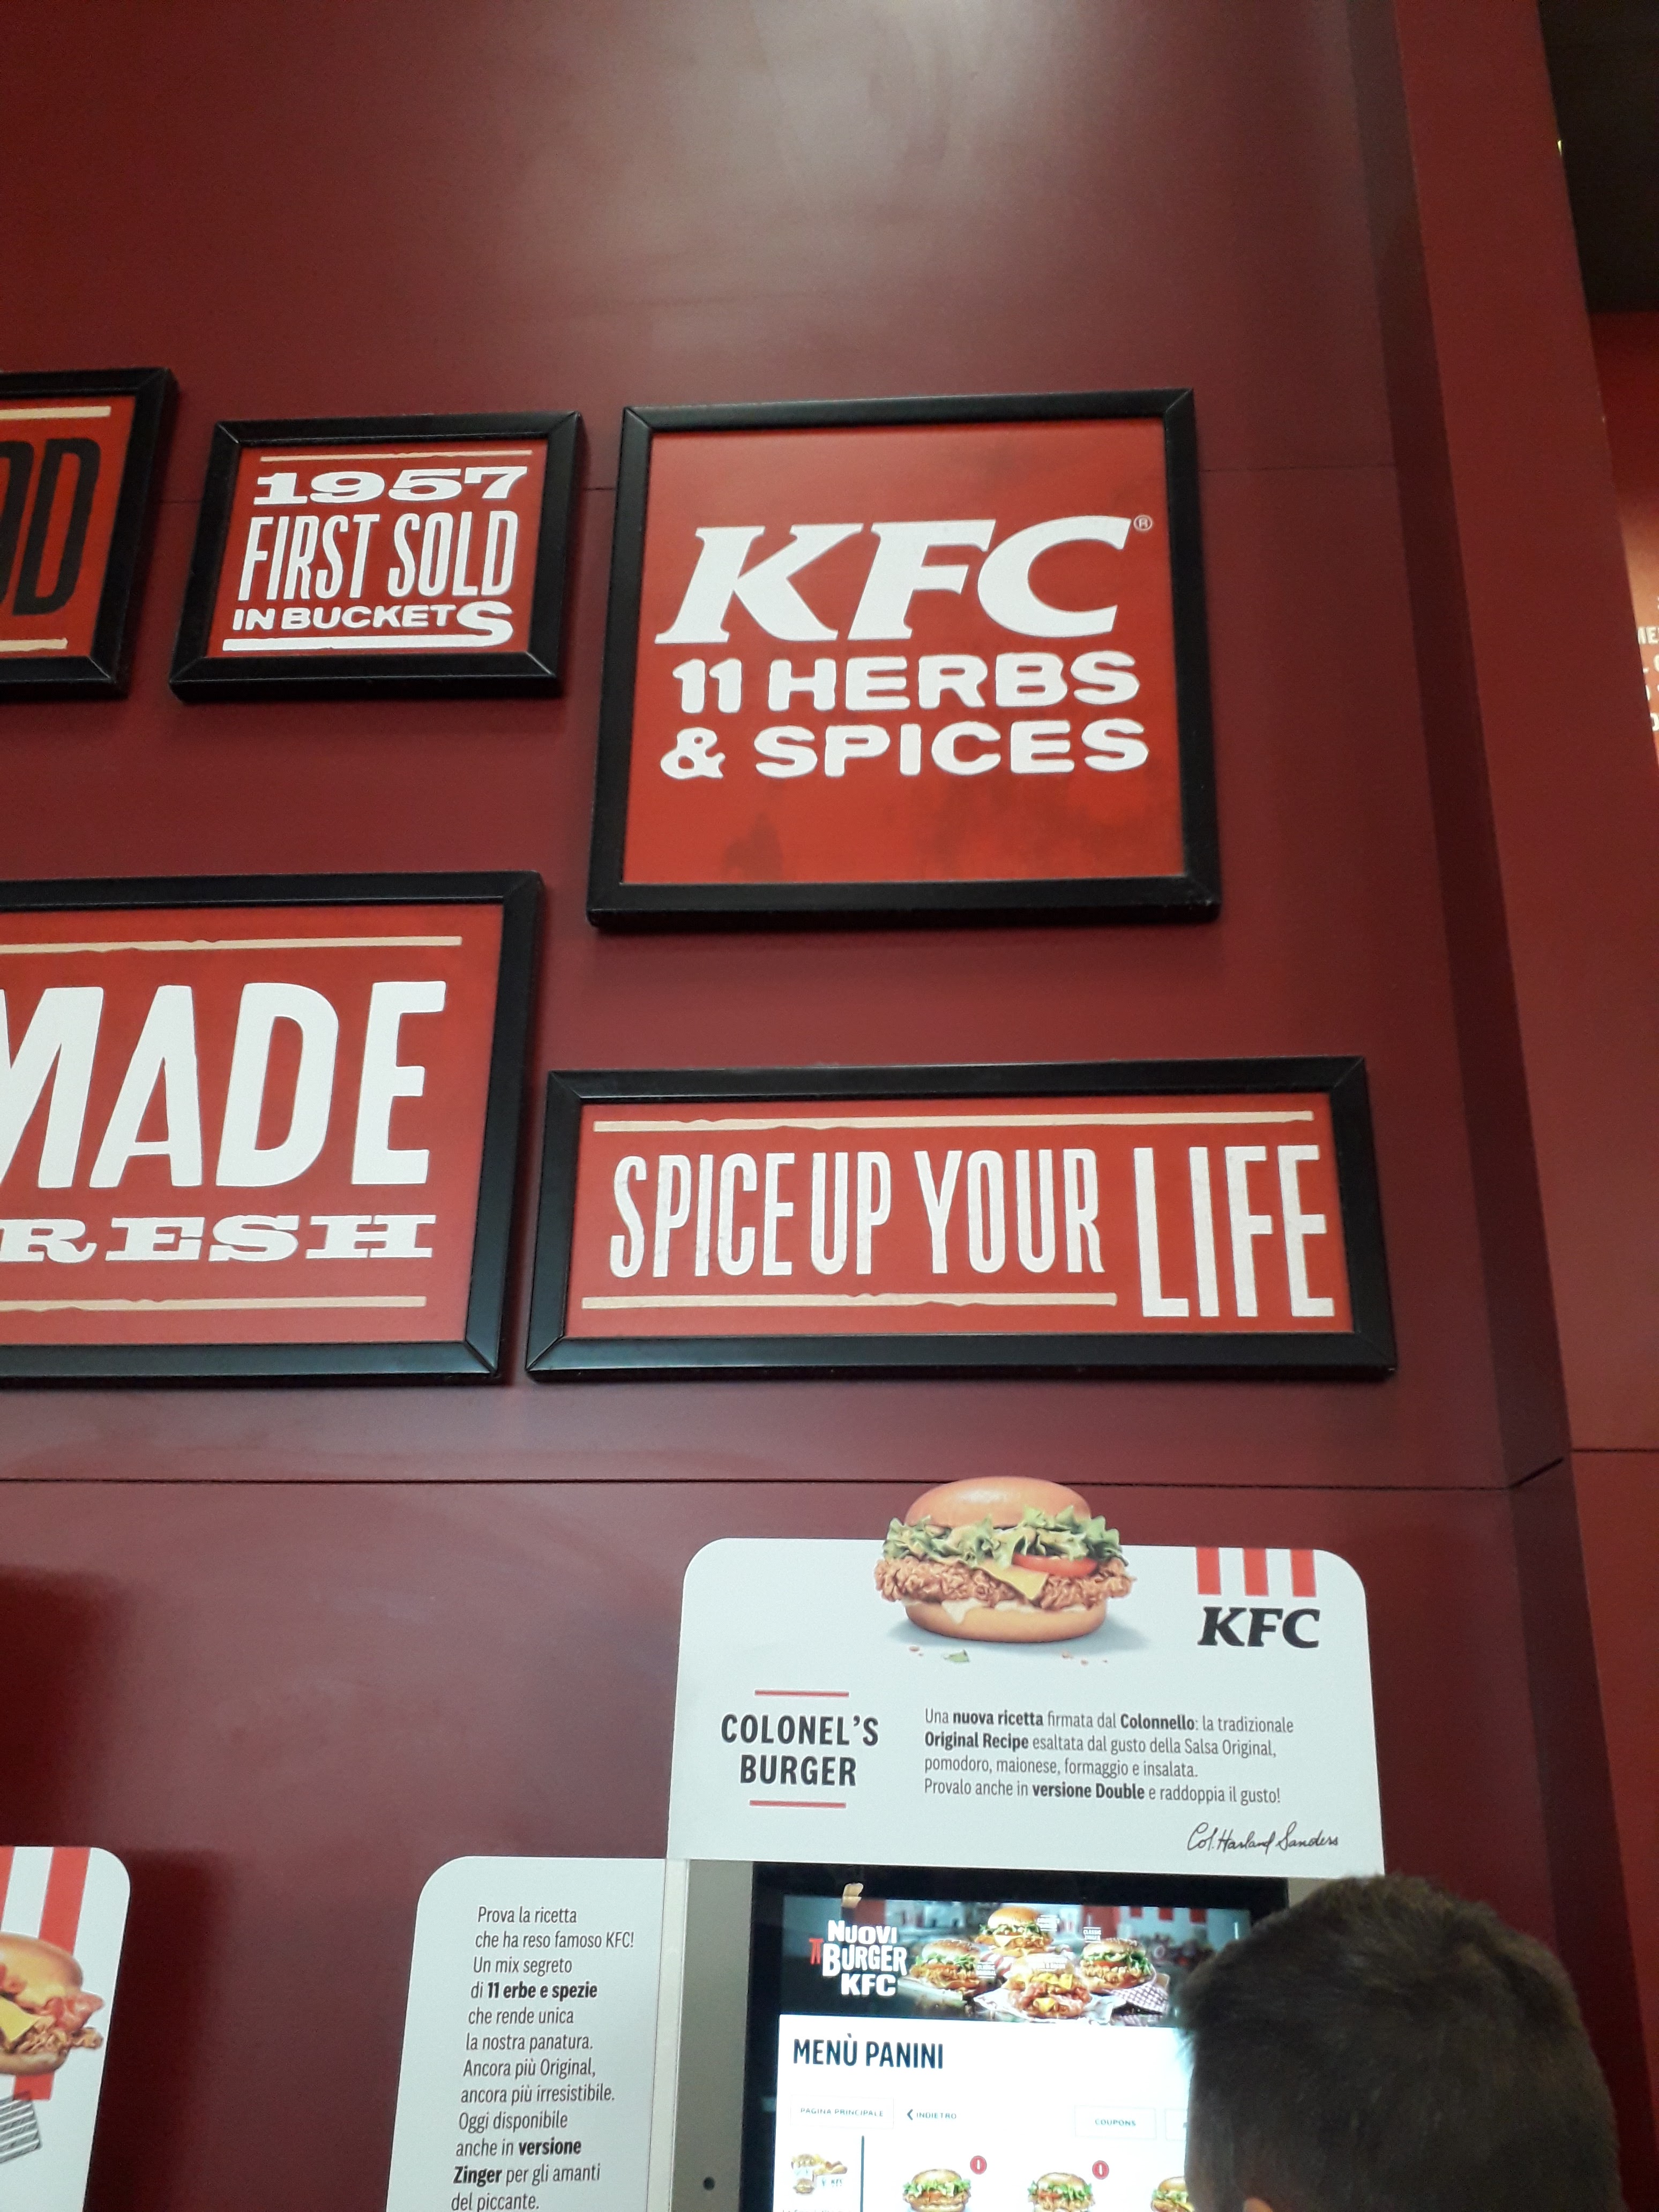 1957
FIRST SOLD
IN BUCKETS
KFC®
11 HERBS
& SPICES
MADE
RESH
SPICE UP YOUR LIFE
KFC
COLONEL'S
BURGER
Una nuova ricetta firmata dal Colonnello: la tradizionale
Original Recipe esaltata dal gusto della Salsa Original,
pomodoro, maionese, formaggio e insalata.
Provalo anche in versione Double e raddoppia il gusto!
Col. Harland Sanders
Prova la ricetta
che ha reso famoso KFC!
Un mix segreto
di 11 erbe e spezie
che rende unica
la nostra panatura.
Ancora più Original,
ancora più irresistibile.
Oggi disponibile
anche in versione
Zinger per gli amanti
del piccante.
NUOVI
BURGER
KFC
MENÙ PANINI
PAGINA PRINCIPALE
INDIETRO
COUPONS